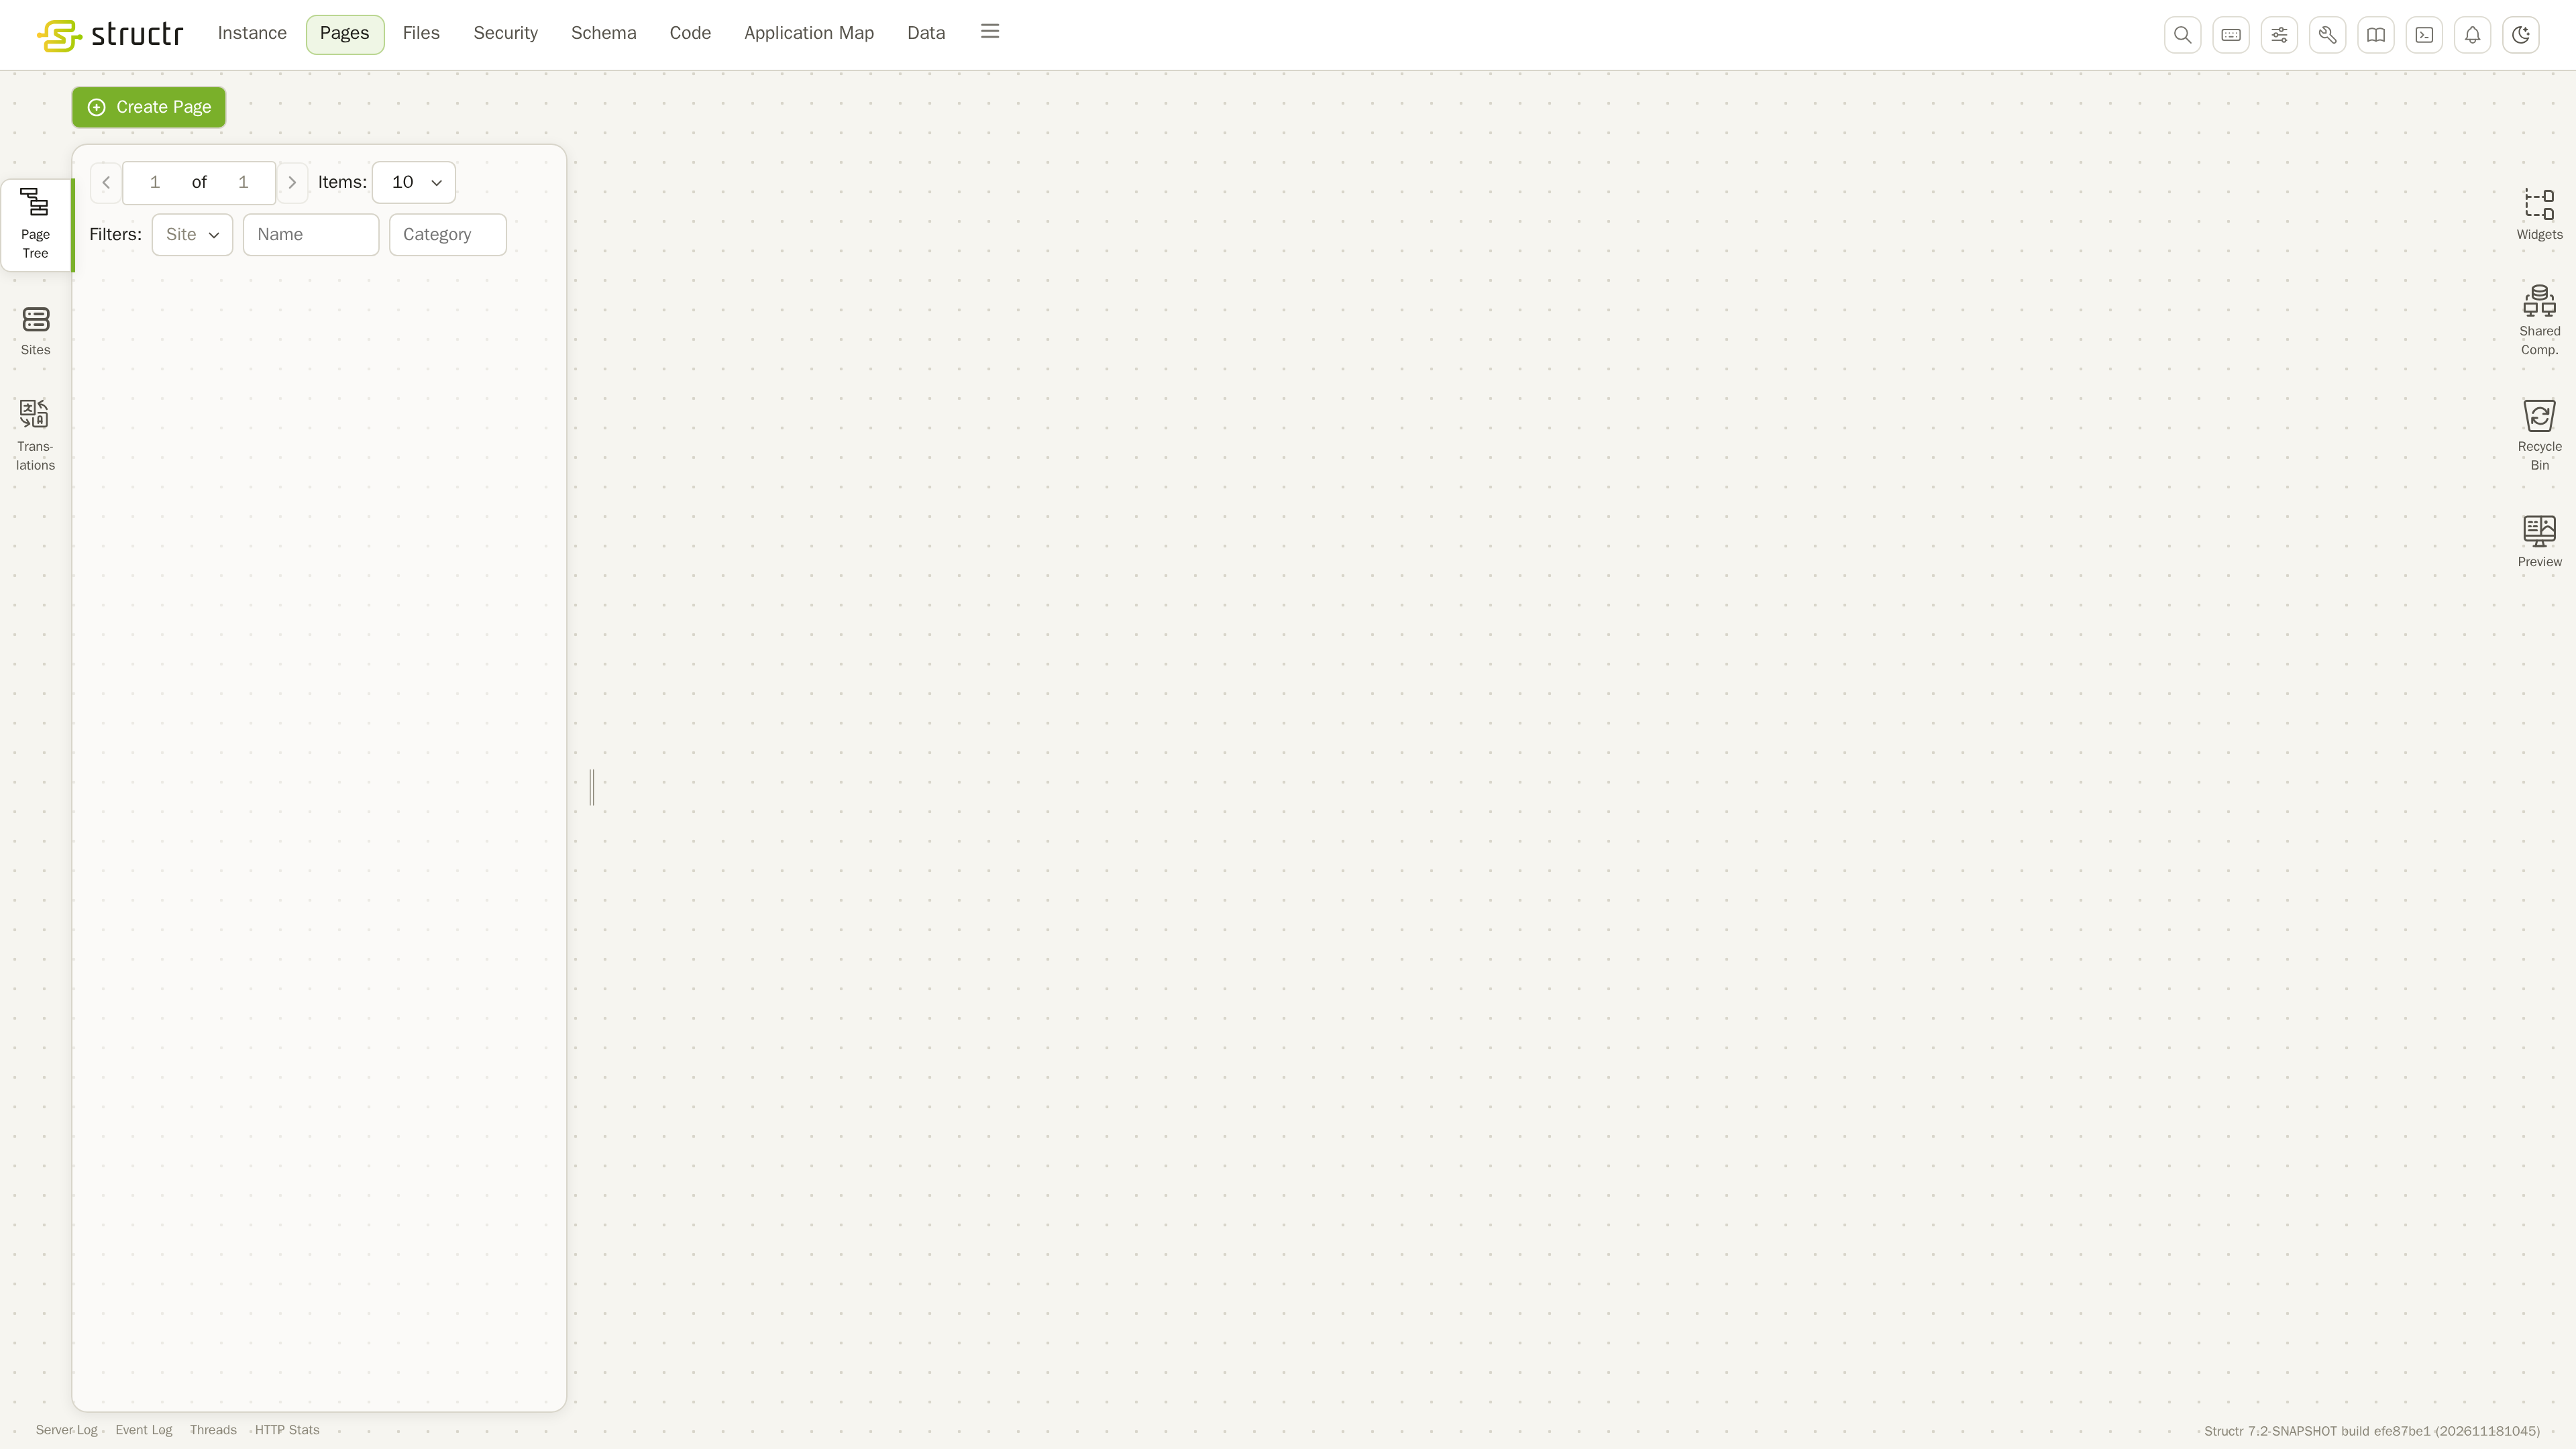 structr Instance Pages Files Security Schema Code Application Map Data
Create Page
1 of 1 Items: 10
Filters: Site Name Category
Page
Tree
Sites
Trans-
lations
Widgets
Shared
Comp.
Recycle
Bin
Preview
Server Log Event Log Threads HTTP Stats
Structr 7.2-SNAPSHOT build efe87be1 (202611181045)